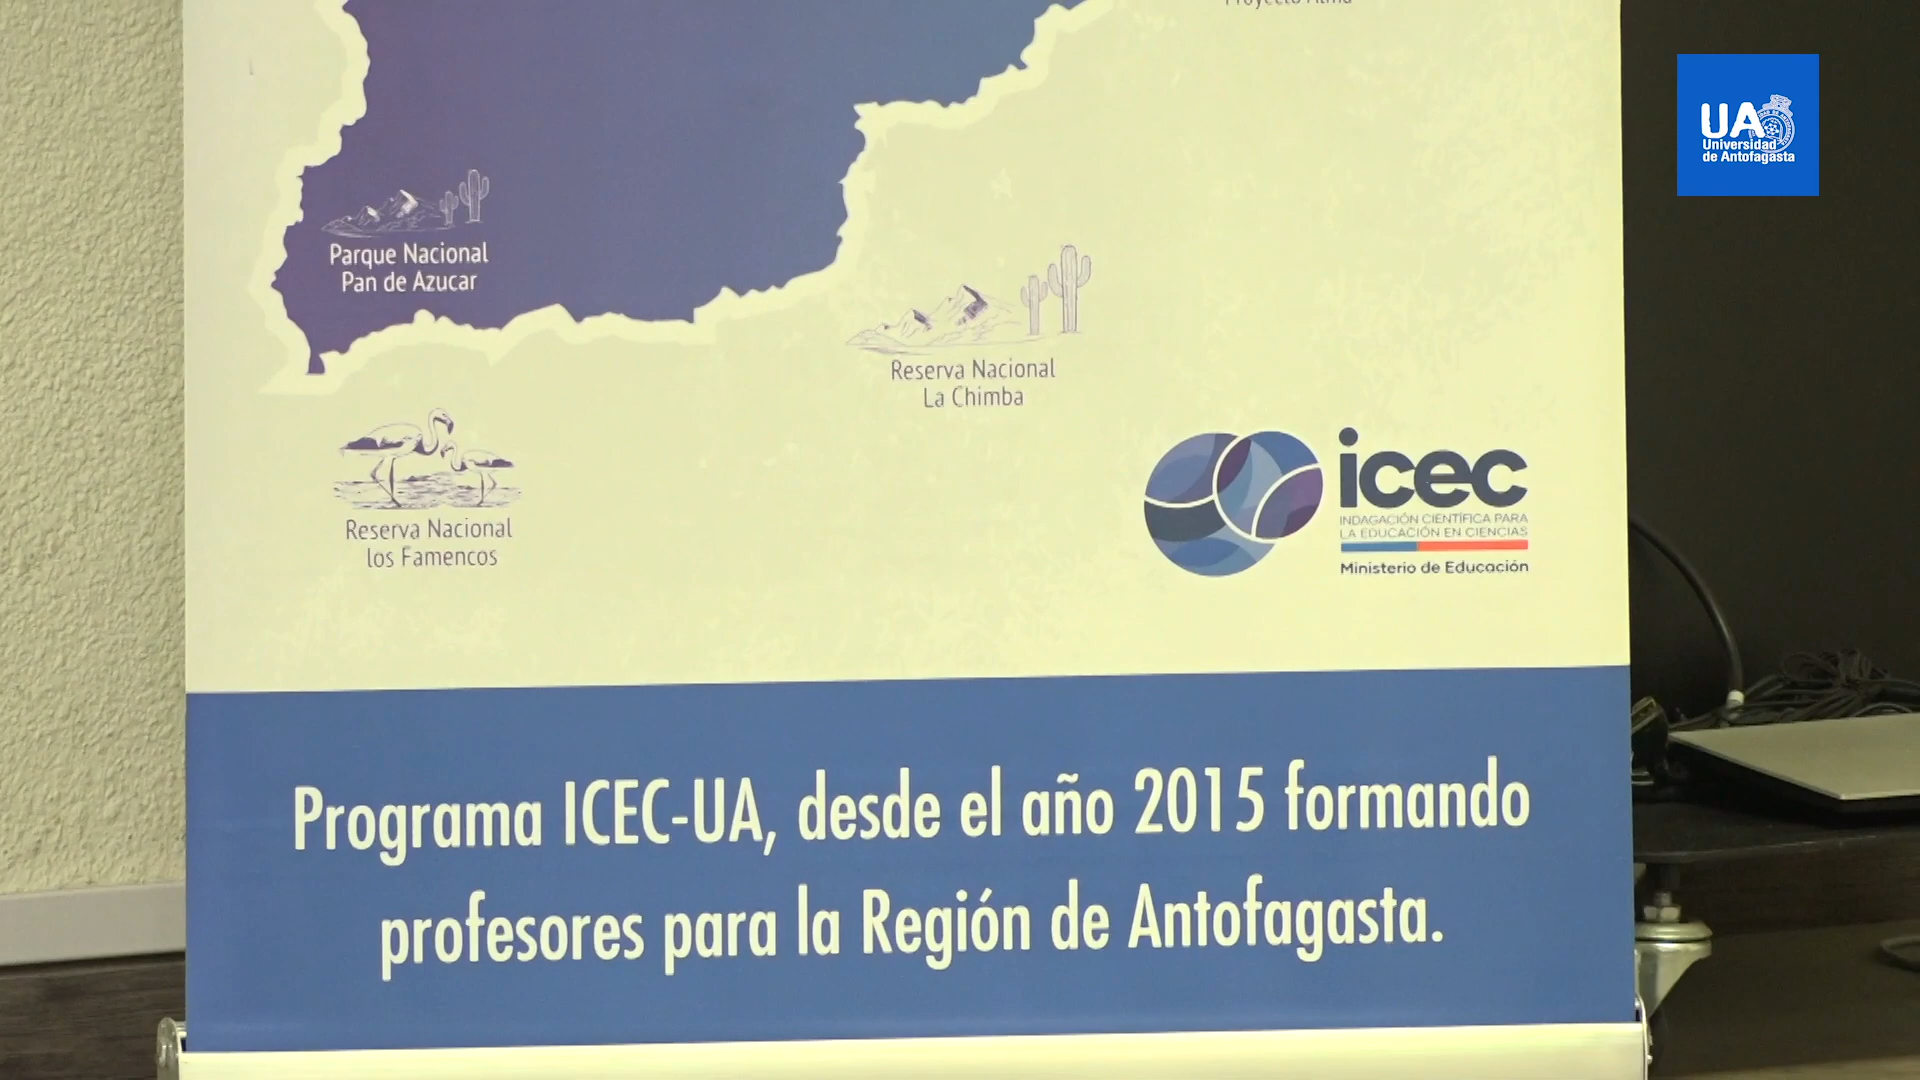 Proyecto Alma
UA
Universidad
de Antofagasta
Parque Nacional
Pan de Azucar
Reserva Nacional
La Chimba
Reserva Nacional
los Famencos
icec
INDAGACIÓN CIENTÍFICA PARA
LA EDUCACIÓN EN CIENCIAS
Ministerio de Educación
Programa ICEC-UA, desde el año 2015 formando
profesores para la Región de Antofagasta.